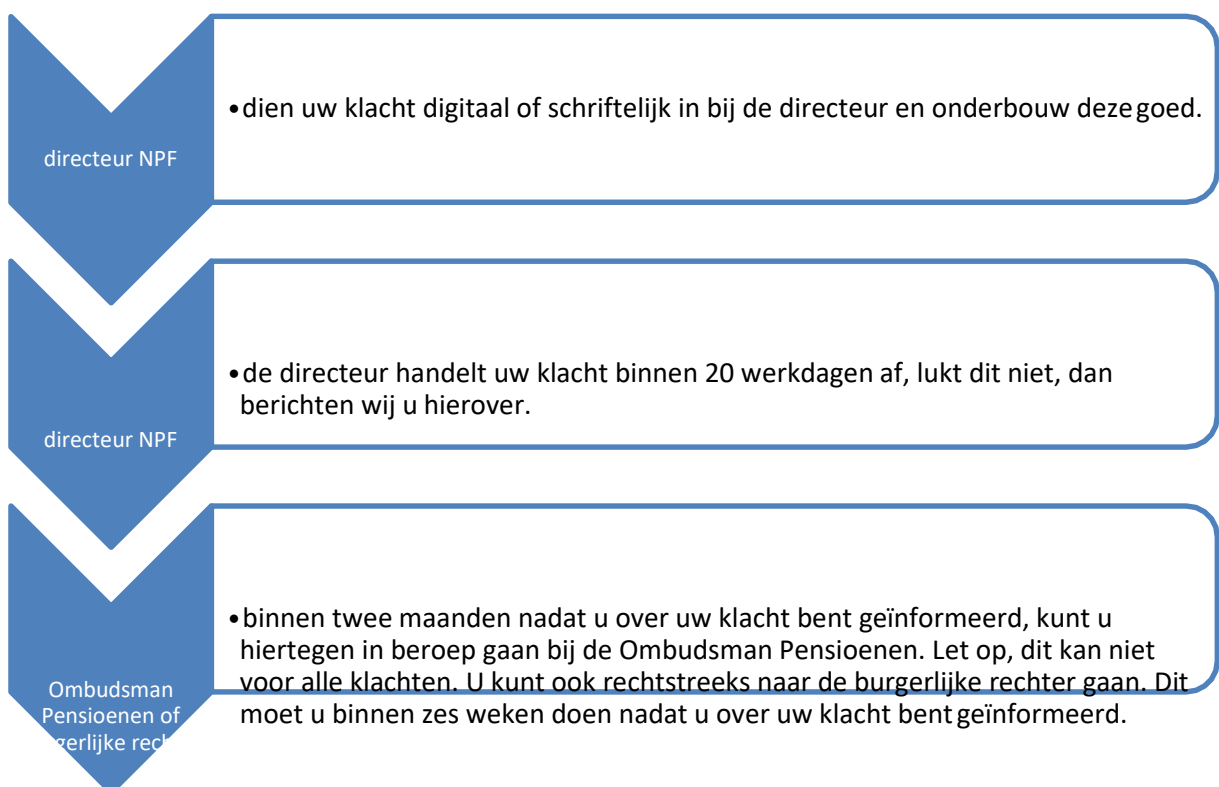 directeur NPF
•dien uw klacht digitaal of schriftelijk in bij de directeur en onderbouw deze goed.
directeur NPF
•de directeur handelt uw klacht binnen 20 werkdagen af, lukt dit niet, dan
berichten wij u hierover.
Ombudsman
Pensioenen of
gerlijke rech
•binnen twee maanden nadat u over uw klacht bent geïnformeerd, kunt u
hiertegen in beroep gaan bij de Ombudsman Pensioenen. Let op, dit kan niet
voor alle klachten. U kunt ook rechtstreeks naar de burgerlijke rechter gaan. Dit
moet u binnen zes weken doen nadat u over uw klacht bent geïnformeerd.